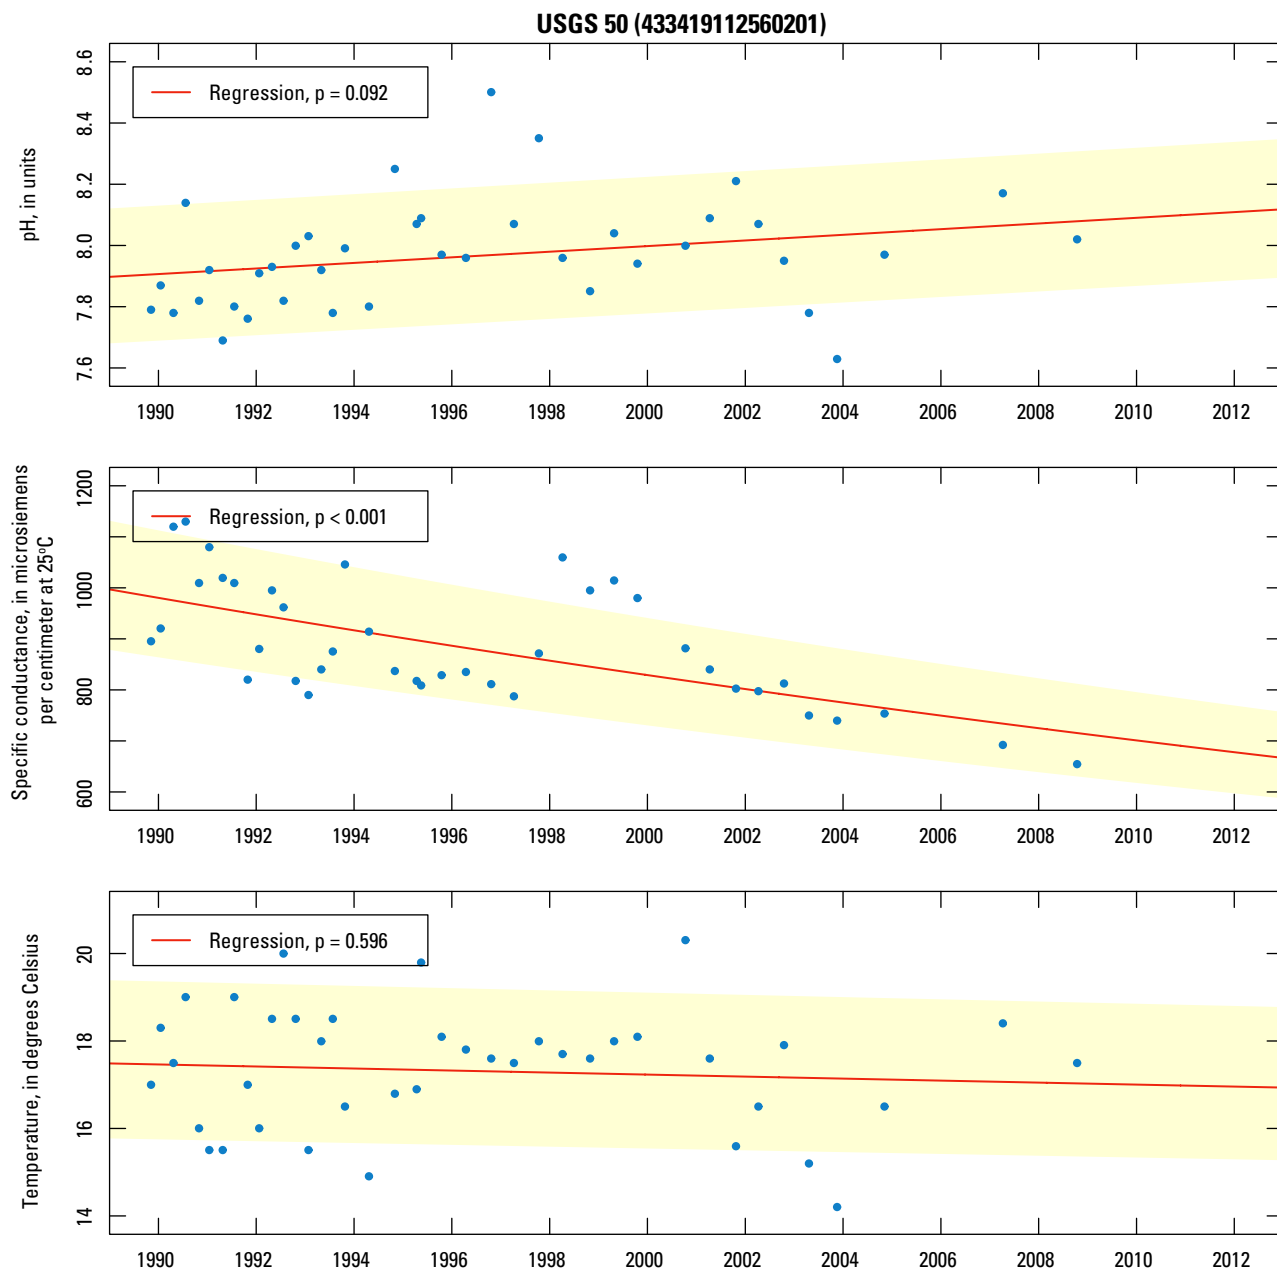 USGS 50 (433419112560201)
pH, in units
8.6
8.4
8.2
8.0
7.8
7.6
Regression, p = 0.092
1990 1992 1994 1996 1998 2000 2002 2004 2006 2008 2010 2012
Specific conductance, in microsiemens
per centimeter at 25°C
1200
1000
800
600
Regression, p < 0.001
1990 1992 1994 1996 1998 2000 2002 2004 2006 2008 2010 2012
Temperature, in degrees Celsius
20
18
16
14
Regression, p = 0.596
1990 1992 1994 1996 1998 2000 2002 2004 2006 2008 2010 2012